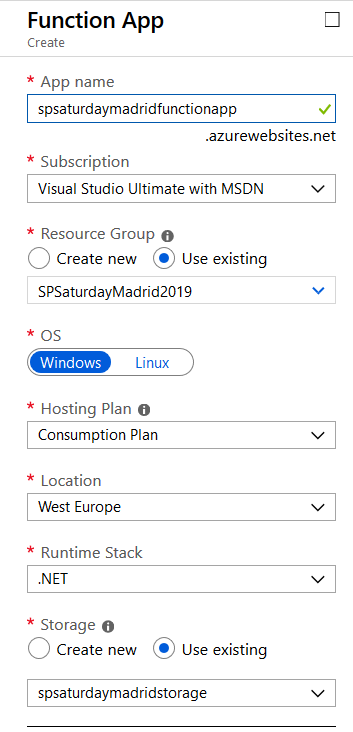 Function App
Create
* App name
spsaturdaymadridfunctionapp
.azurewebsites.net
* Subscription
Visual Studio Ultimate with MSDN
* Resource Group
Create new Use existing
SPSaturdayMadrid2019
* OS
Windows Linux
* Hosting Plan
Consumption Plan
* Location
West Europe
* Runtime Stack
.NET
* Storage
Create new Use existing
spsaturdaymadridstorage